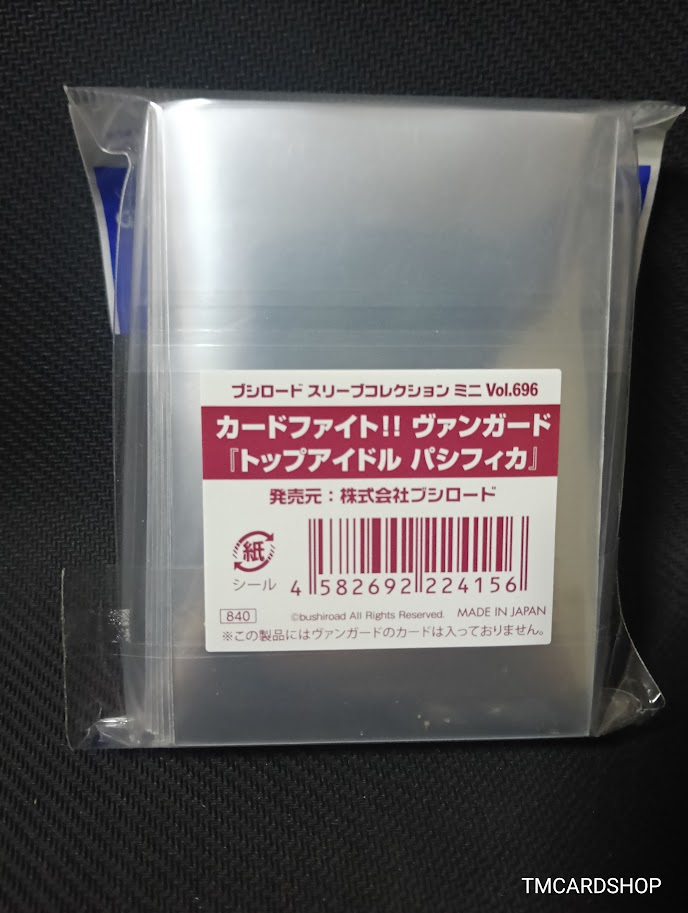 ブシロード スリーブコレクション ミニ Vol.696
カードファイト!! ヴァンガード
『トップアイドル パシフィカ』
発売元：株式会社ブシロード
紙
シール
4 582692 224156
840
©bushiroad All Rights Reserved. MADE IN JAPAN
※この製品にはヴァンガードのカードは入っておりません。
TMCARDSHOP